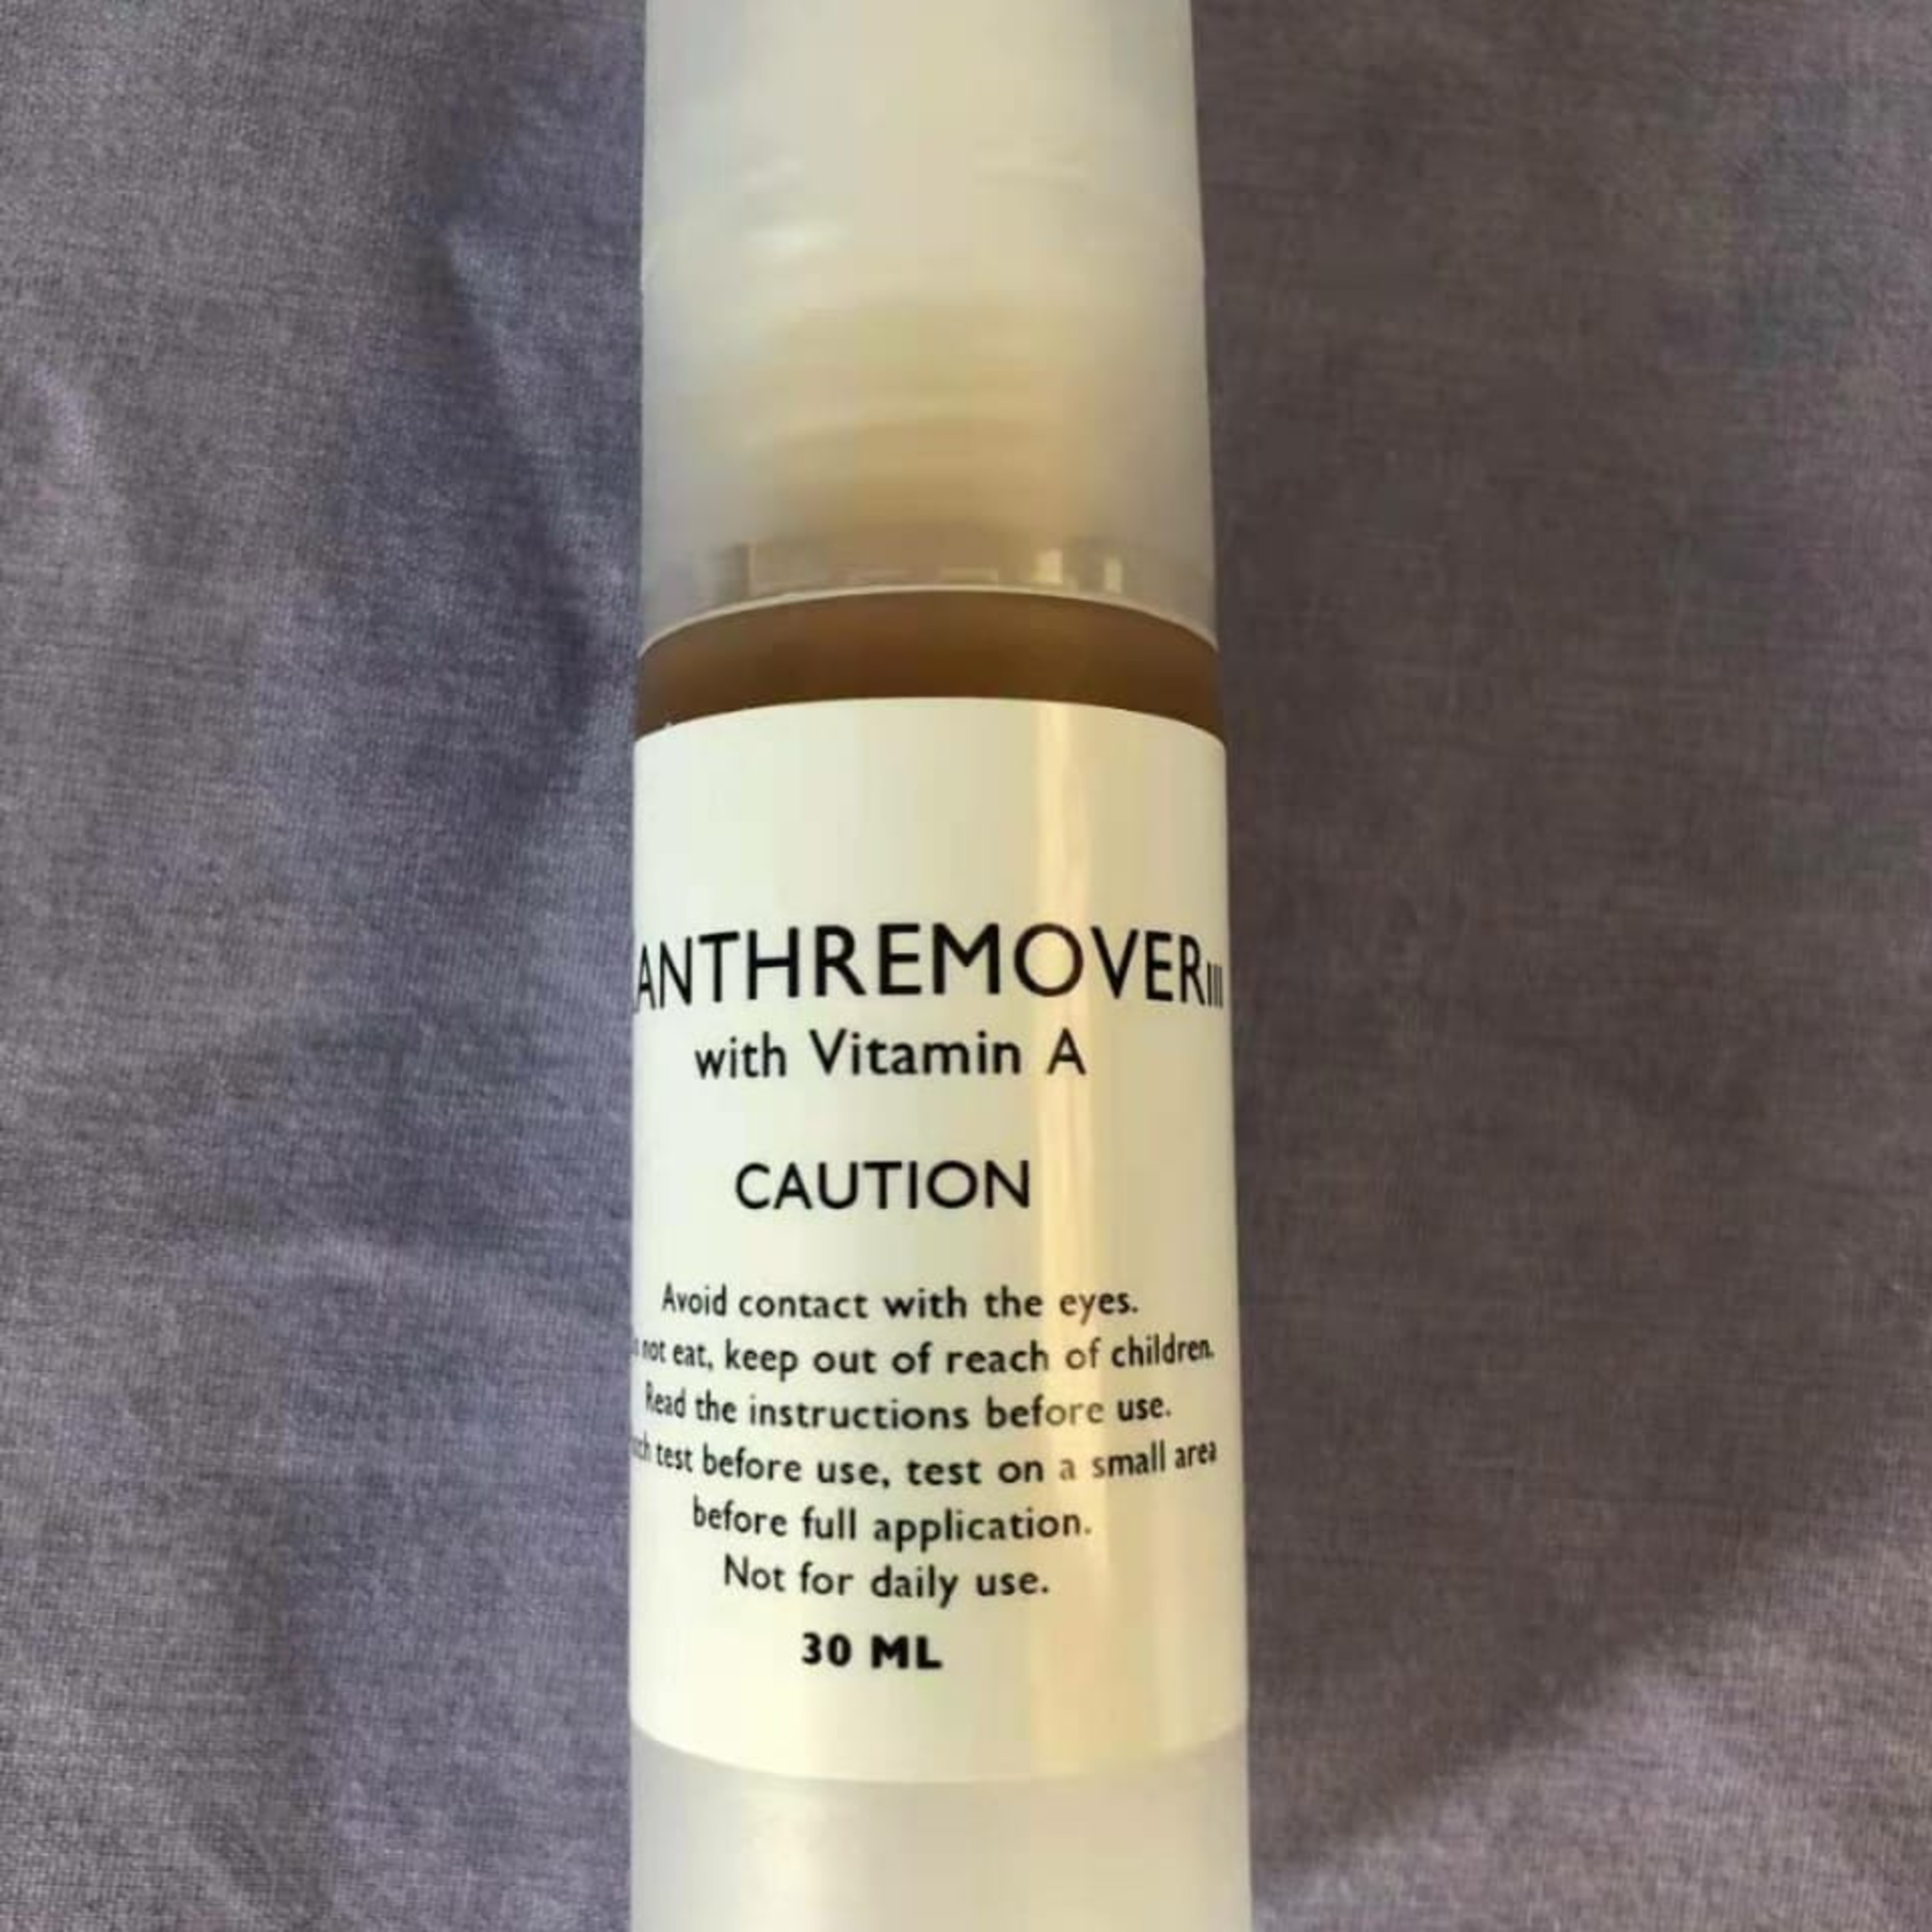 ANTHREMOVERIII
with Vitamin A
CAUTION
Avoid contact with the eyes.
not eat, keep out of reach of children.
Read the instructions before use.
test before use, test on a small area
before full application.
Not for daily use.
30 ML